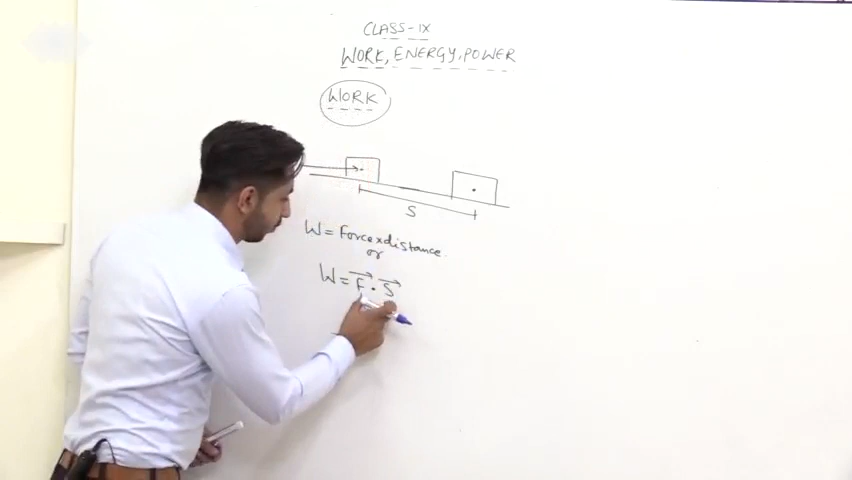 CLASS-IX
WORK, ENERGY, POWER
WORK
S
W = Force x distance
or
W = F . S